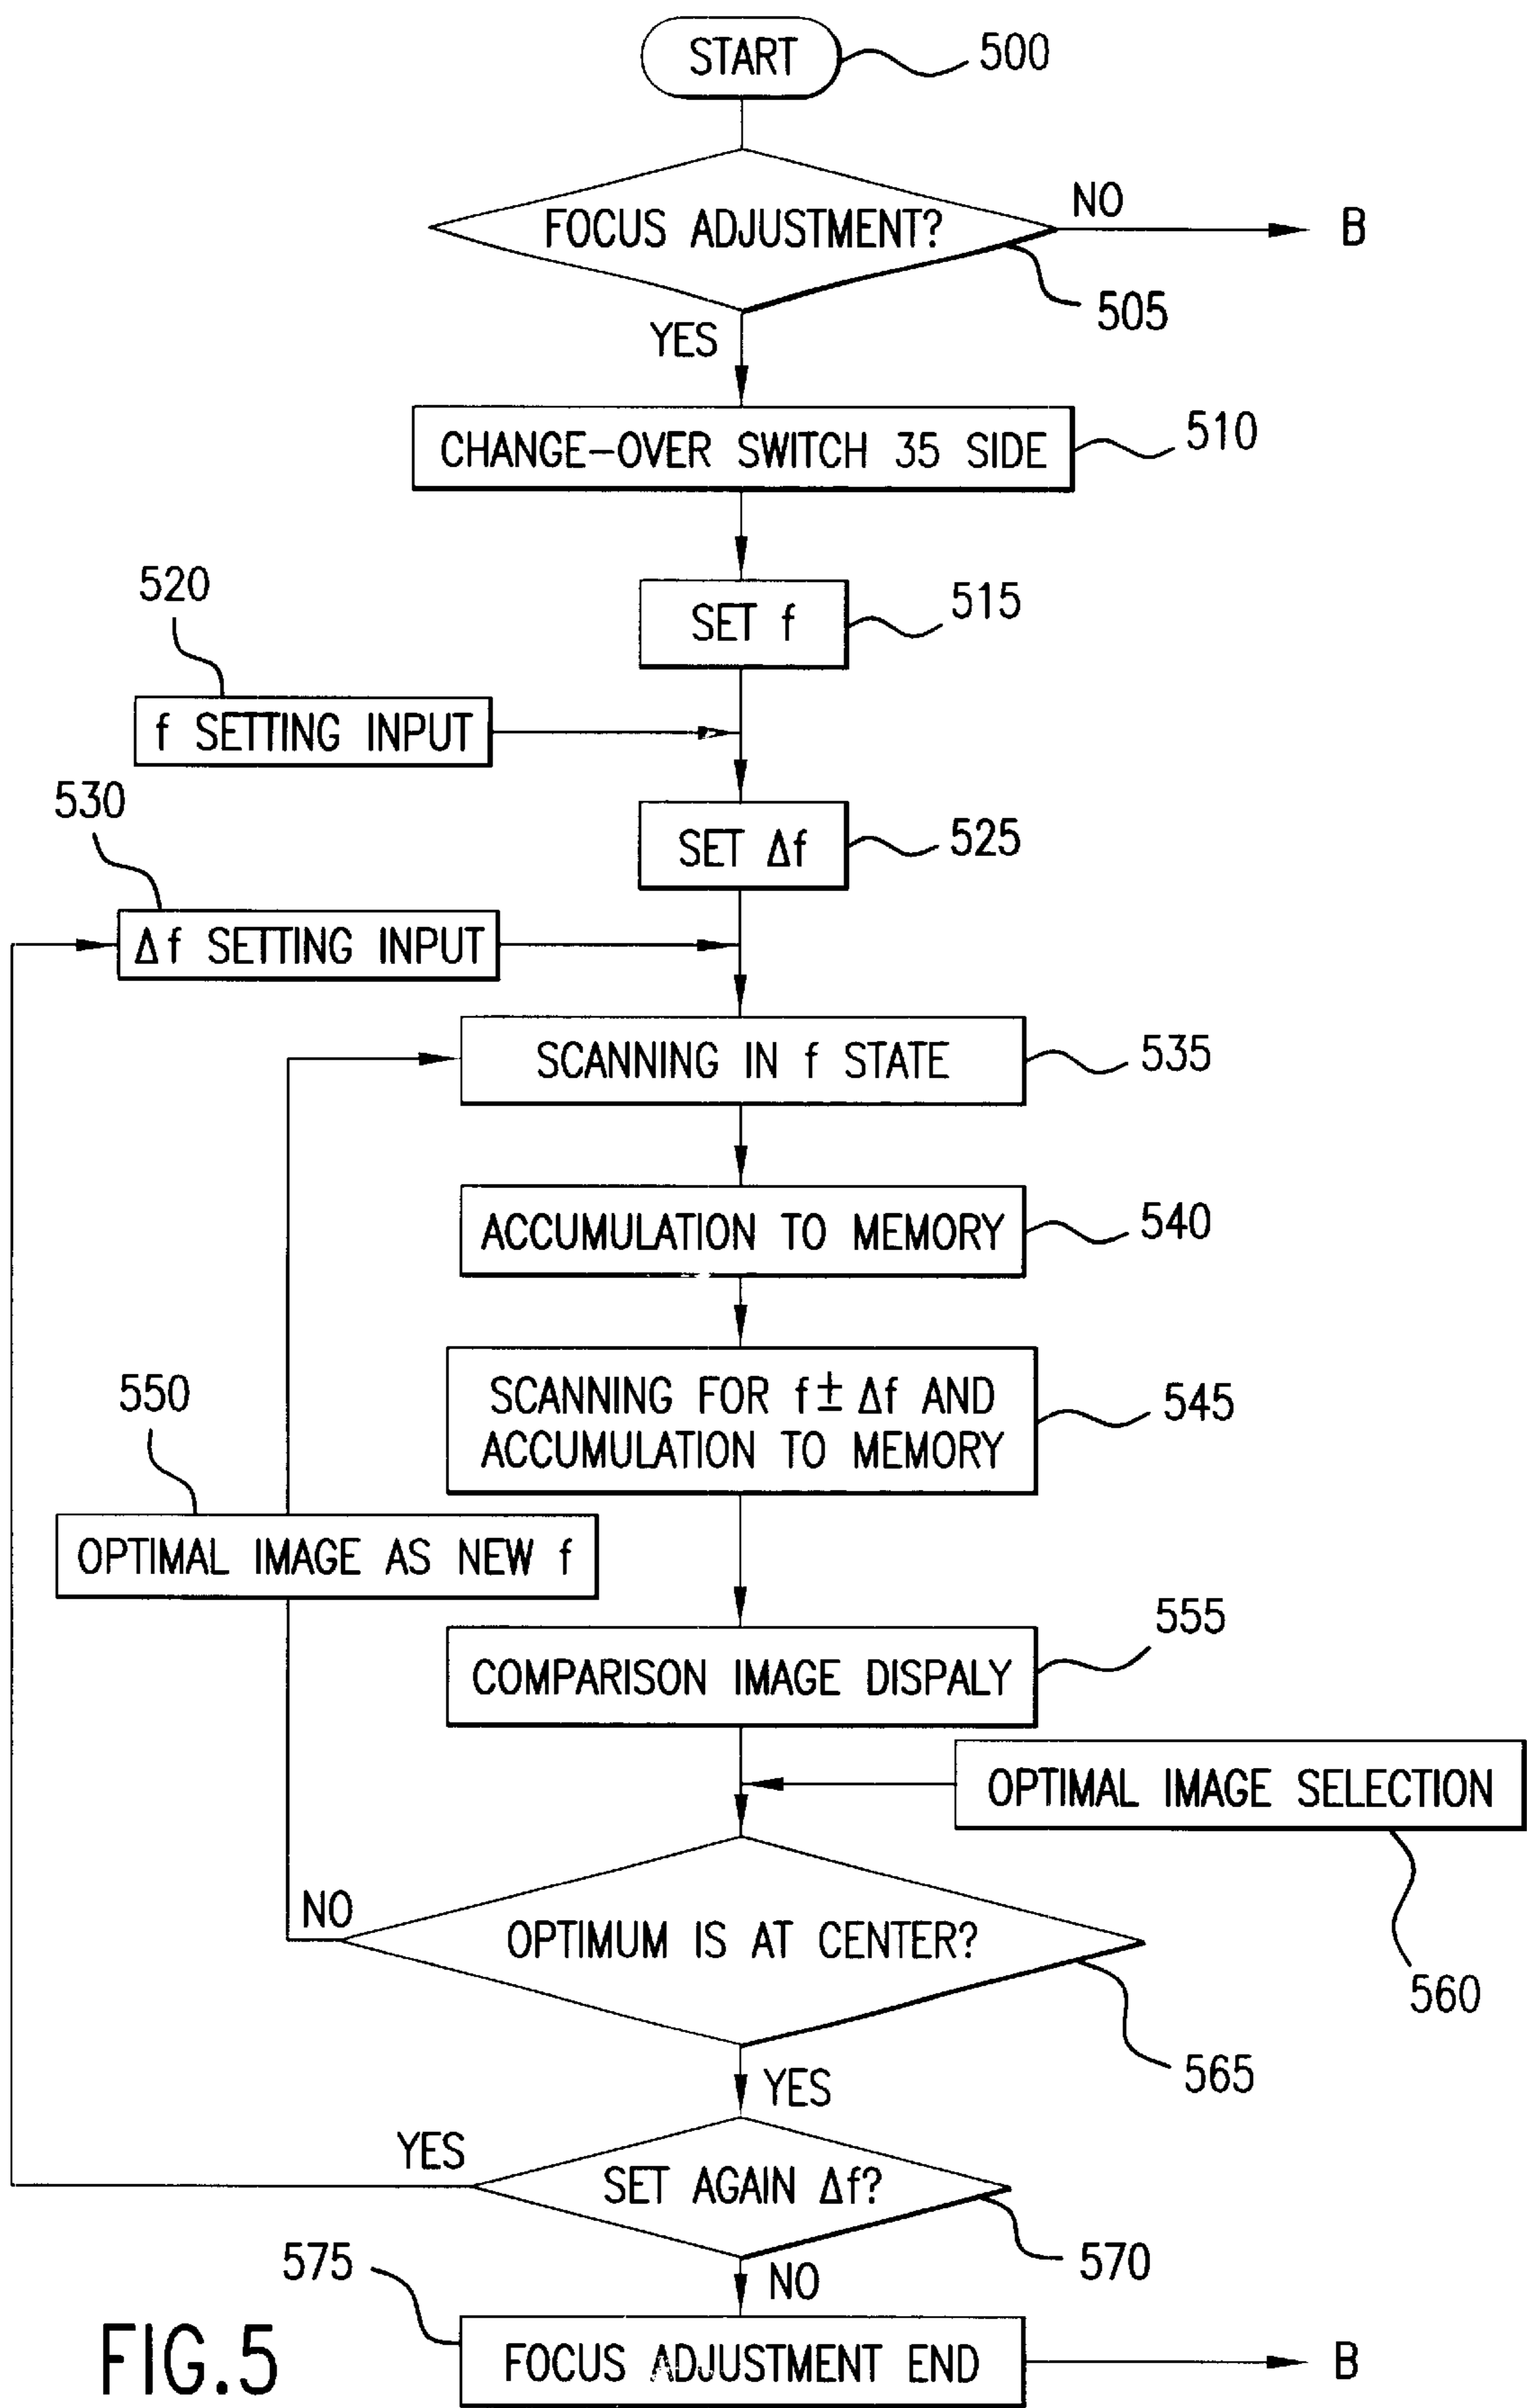 START
500
FOCUS ADJUSTMENT?
NO
B
505
YES
CHANGE-OVER SWITCH 35 SIDE
510
SET f
515
520
f SETTING INPUT
530
SET Δf
525
Δf SETTING INPUT
SCANNING IN f STATE
535
ACCUMULATION TO MEMORY
540
SCANNING FOR f± Δf AND
ACCUMULATION TO MEMORY
545
550
OPTIMAL IMAGE AS NEW f
555
COMPARISON IMAGE DISPALY
OPTIMAL IMAGE SELECTION
560
NO
OPTIMUM IS AT CENTER?
565
YES
YES
SET AGAIN Δf?
570
575
NO
FOCUS ADJUSTMENT END
B
FIG.5